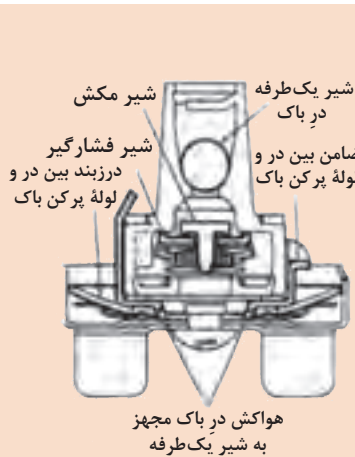 شیر یک‌طرفه
درِ باک
شیر مکش
ضامن بین در و
لولهٔ پرکن باک
شیر فشارگیر
درزبند بین در و
لولهٔ پرکن باک
هواکش درِ باک مجهز
به شیر یک‌طرفه